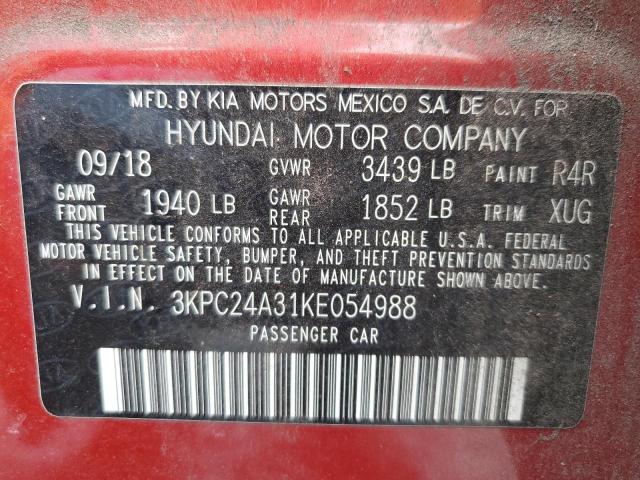 MFD. BY KIA MOTORS MEXICO S.A. DE C.V. FOR
HYUNDAI MOTOR COMPANY
09/18 GVWR 3439 LB PAINT R4R
GAWR FRONT 1940 LB GAWR REAR 1852 LB TRIM XUG
THIS VEHICLE CONFORMS TO ALL APPLICABLE U.S.A. FEDERAL
MOTOR VEHICLE SAFETY, BUMPER, AND THEFT PREVENTION STANDARDS
IN EFFECT ON THE DATE OF MANUFACTURE SHOWN ABOVE.
V.I.N. 3KPC24A31KE054988
PASSENGER CAR